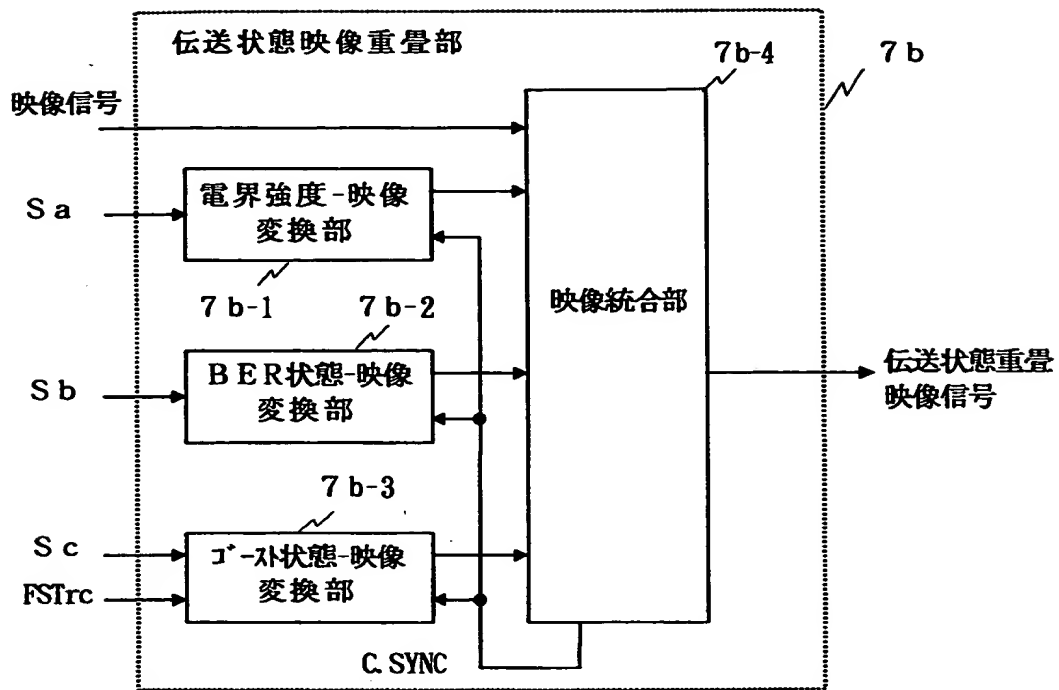 伝送状態映像重畳部
7b-4
7b
映像信号
Sa
電界強度-映像
変換部
7b-1
7b-2
映像統合部
Sb
BER状態-映像
変換部
伝送状態重畳
映像信号
7b-3
Sc
ゴースト状態-映像
変換部
FSTrc
C.SYNC